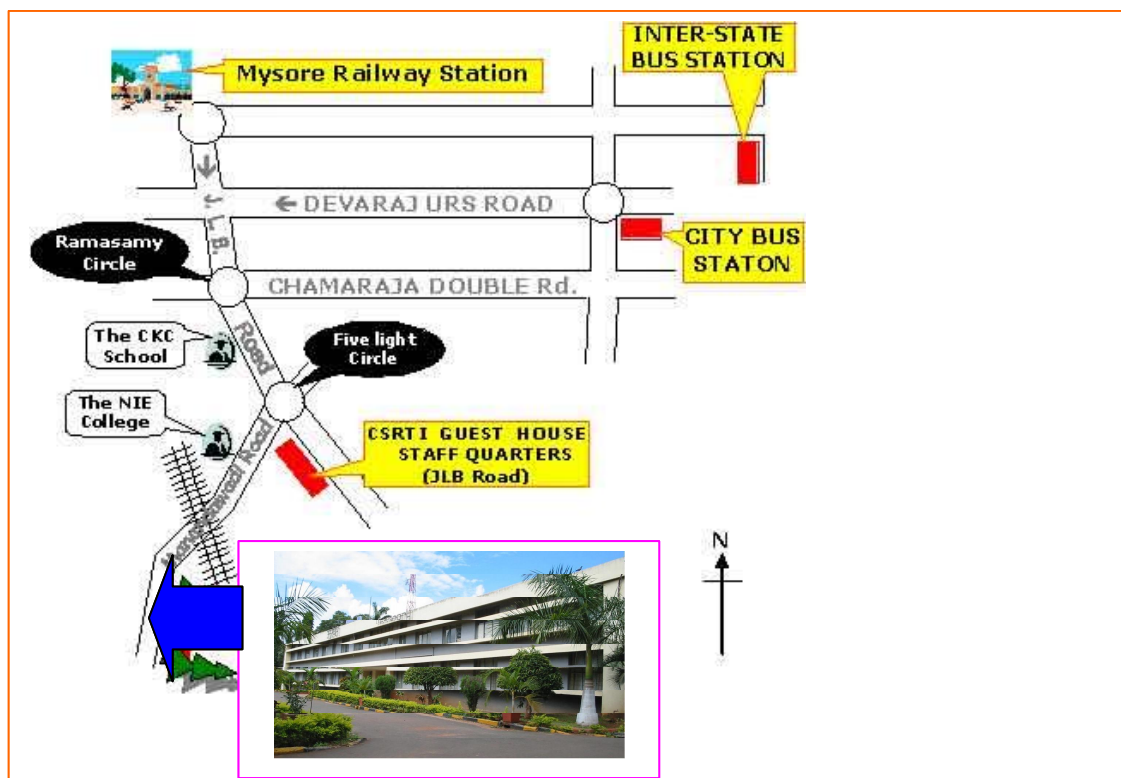 INTER-STATE
BUS STATION
Mysore Railway Station
← DEVARAJ URS ROAD
J. L. B.
Road
CITY BUS
STATON
Ramasamy
Circle
CHAMARAJA DOUBLE Rd.
The CKC
School
Five light
Circle
The NIE
College
CSRTI GUEST HOUSE
STAFF QUARTERS
(JLB Road)
Road
N